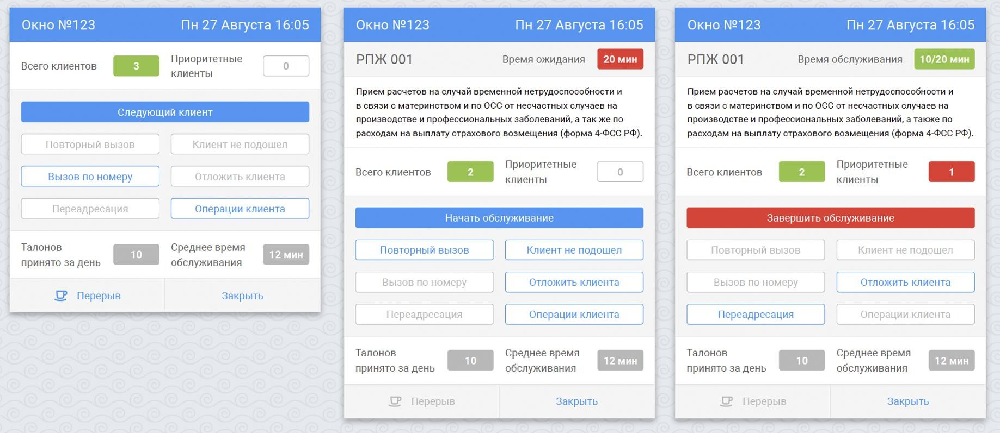 Окно №123
Пн 27 Августа 16:05
Всего клиентов
3
Приоритетные
клиенты
0
Следующий клиент
Повторный вызов
Клиент не подошел
Вызов по номеру
Отложить клиента
Переадресация
Операции клиента
Талонов
принято за день
10
Среднее время
обслуживания
12 мин
Перерыв
Закрыть
Окно №123
Пн 27 Августа 16:05
РПЖ 001
Время ожидания
20 мин
Прием расчетов на случай временной нетрудоспособности и
в связи с материнством и по ОСС от несчастных случаев на
производстве и профессиональных заболеваний, а так же по
расходам на выплату страхового возмещения (форма 4-ФСС РФ).
Всего клиентов
2
Приоритетные
клиенты
0
Начать обслуживание
Повторный вызов
Клиент не подошел
Вызов по номеру
Отложить клиента
Переадресация
Операции клиента
Талонов
принято за день
10
Среднее время
обслуживания
12 мин
Перерыв
Закрыть
Окно №123
Пн 27 Августа 16:05
РПЖ 001
Время обслуживания
10/20 мин
Прием расчетов на случай временной нетрудоспособности и
в связи с материнством и по ОСС от несчастных случаев на
производстве и профессиональных заболеваний, а также по
расходам на выплату страхового возмещения (форма 4-ФСС РФ).
Всего клиентов
2
Приоритетные
клиенты
1
Завершить обслуживание
Повторный вызов
Клиент не подошел
Вызов по номеру
Отложить клиента
Переадресация
Операции клиента
Талонов
принято за день
10
Среднее время
обслуживания
12 мин
Перерыв
Закрыть